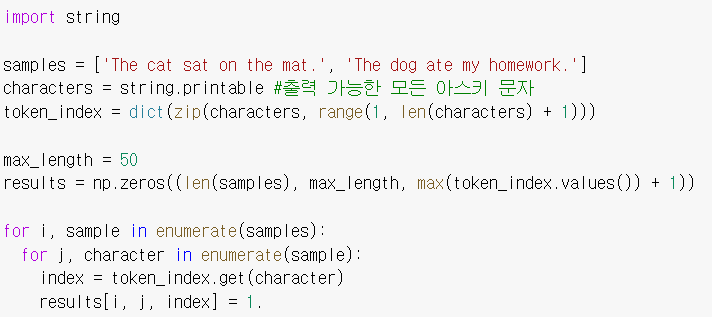 import string

samples = ['The cat sat on the mat.', 'The dog ate my homework.']
characters = string.printable #출력 가능한 모든 아스키 문자
token_index = dict(zip(characters, range(1, len(characters) + 1)))

max_length = 50
results = np.zeros((len(samples), max_length, max(token_index.values()) + 1))

for i, sample in enumerate(samples):
  for j, character in enumerate(sample):
    index = token_index.get(character)
    results[i, j, index] = 1.